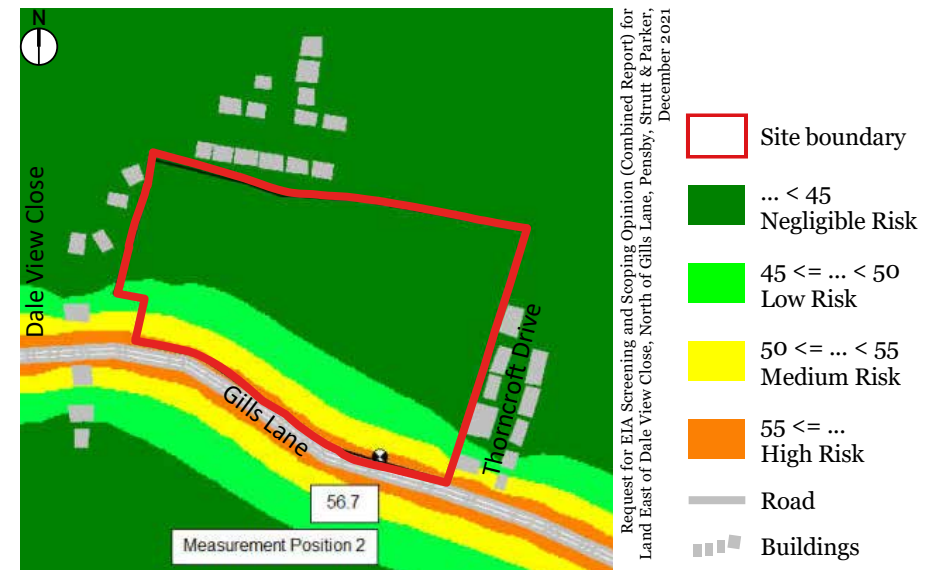 N
Dale View Close
Gills Lane
Thorncroft Drive
56.7
Measurement Position 2
Request for EIA Screening and Scoping Opinion (Combined Report) for
Land East of Dale View Close, North of Gills Lane, Pensby, Strutt & Parker,
December 2021
Site boundary
... < 45
Negligible Risk
45 <= ... < 50
Low Risk
50 <= ... < 55
Medium Risk
55 <= ...
High Risk
Road
Buildings